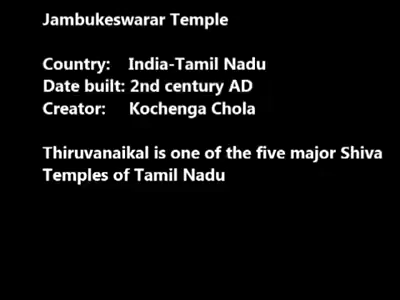 Jambukeswarar Temple
Country: India-Tamil Nadu
Date built: 2nd century AD
Creator: Kochenga Chola
Thiruvanaikal is one of the five major Shiva
Temples of Tamil Nadu